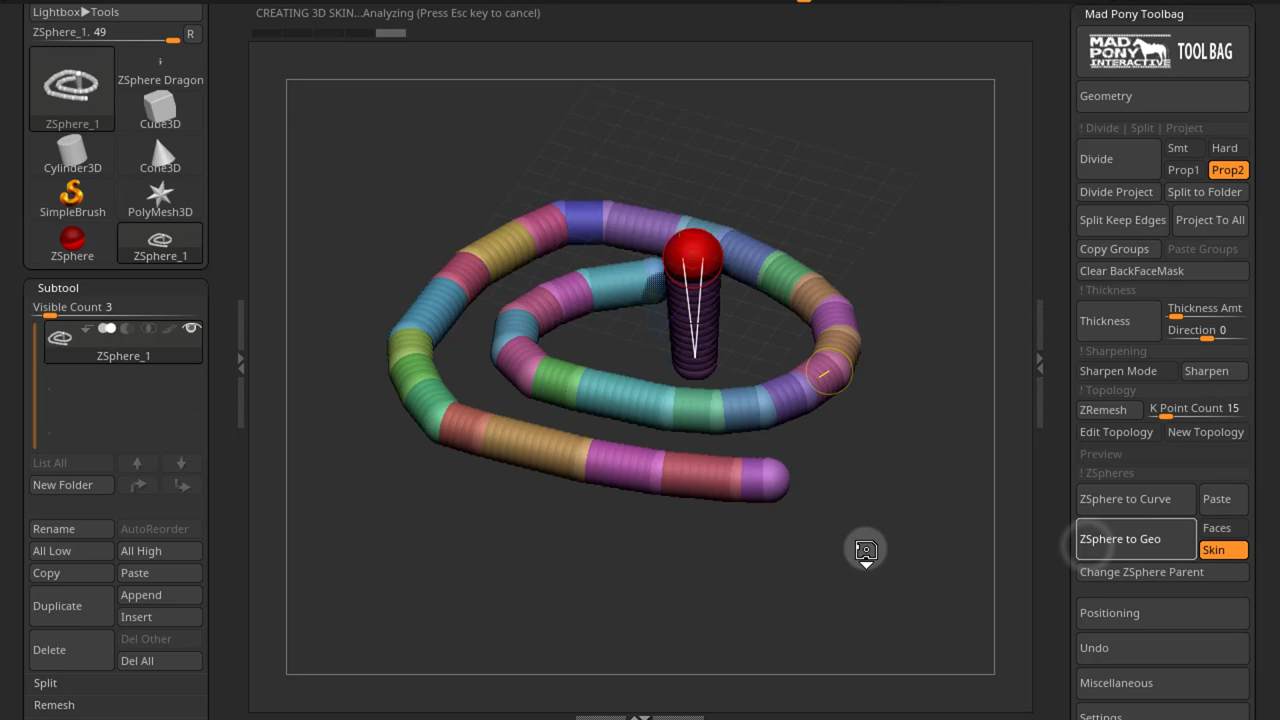 Lightbox▶Tools
ZSphere_1. 49
R
ZSphere_1
ZSphere Dragon
Cube3D
Cylinder3D
Cone3D
SimpleBrush
PolyMesh3D
ZSphere
ZSphere_1
Subtool
Visible Count 3
ZSphere_1
List All
New Folder
Rename
AutoReorder
All Low
All High
Copy
Paste
Duplicate
Append
Insert
Delete
Del Other
Del All
Split
Remesh
CREATING 3D SKIN...Analyzing (Press Esc key to cancel)
Mad Pony Toolbag
MAD PONY INTERACTIVE TOOL BAG
Geometry
! Divide | Split | Project
Divide
Smt
Hard
Prop1
Prop2
Divide Project
Split to Folder
Split Keep Edges
Project To All
Copy Groups
Paste Groups
Clear BackFaceMask
! Thickness
Thickness
Thickness Amt
Direction 0
! Sharpening
Sharpen Mode
Sharpen
! Topology
ZRemesh
K Point Count 15
Edit Topology
New Topology
Preview
! ZSpheres
ZSphere to Curve
Paste
ZSphere to Geo
Faces
Skin
Change ZSphere Parent
Positioning
Undo
Miscellaneous
Settings